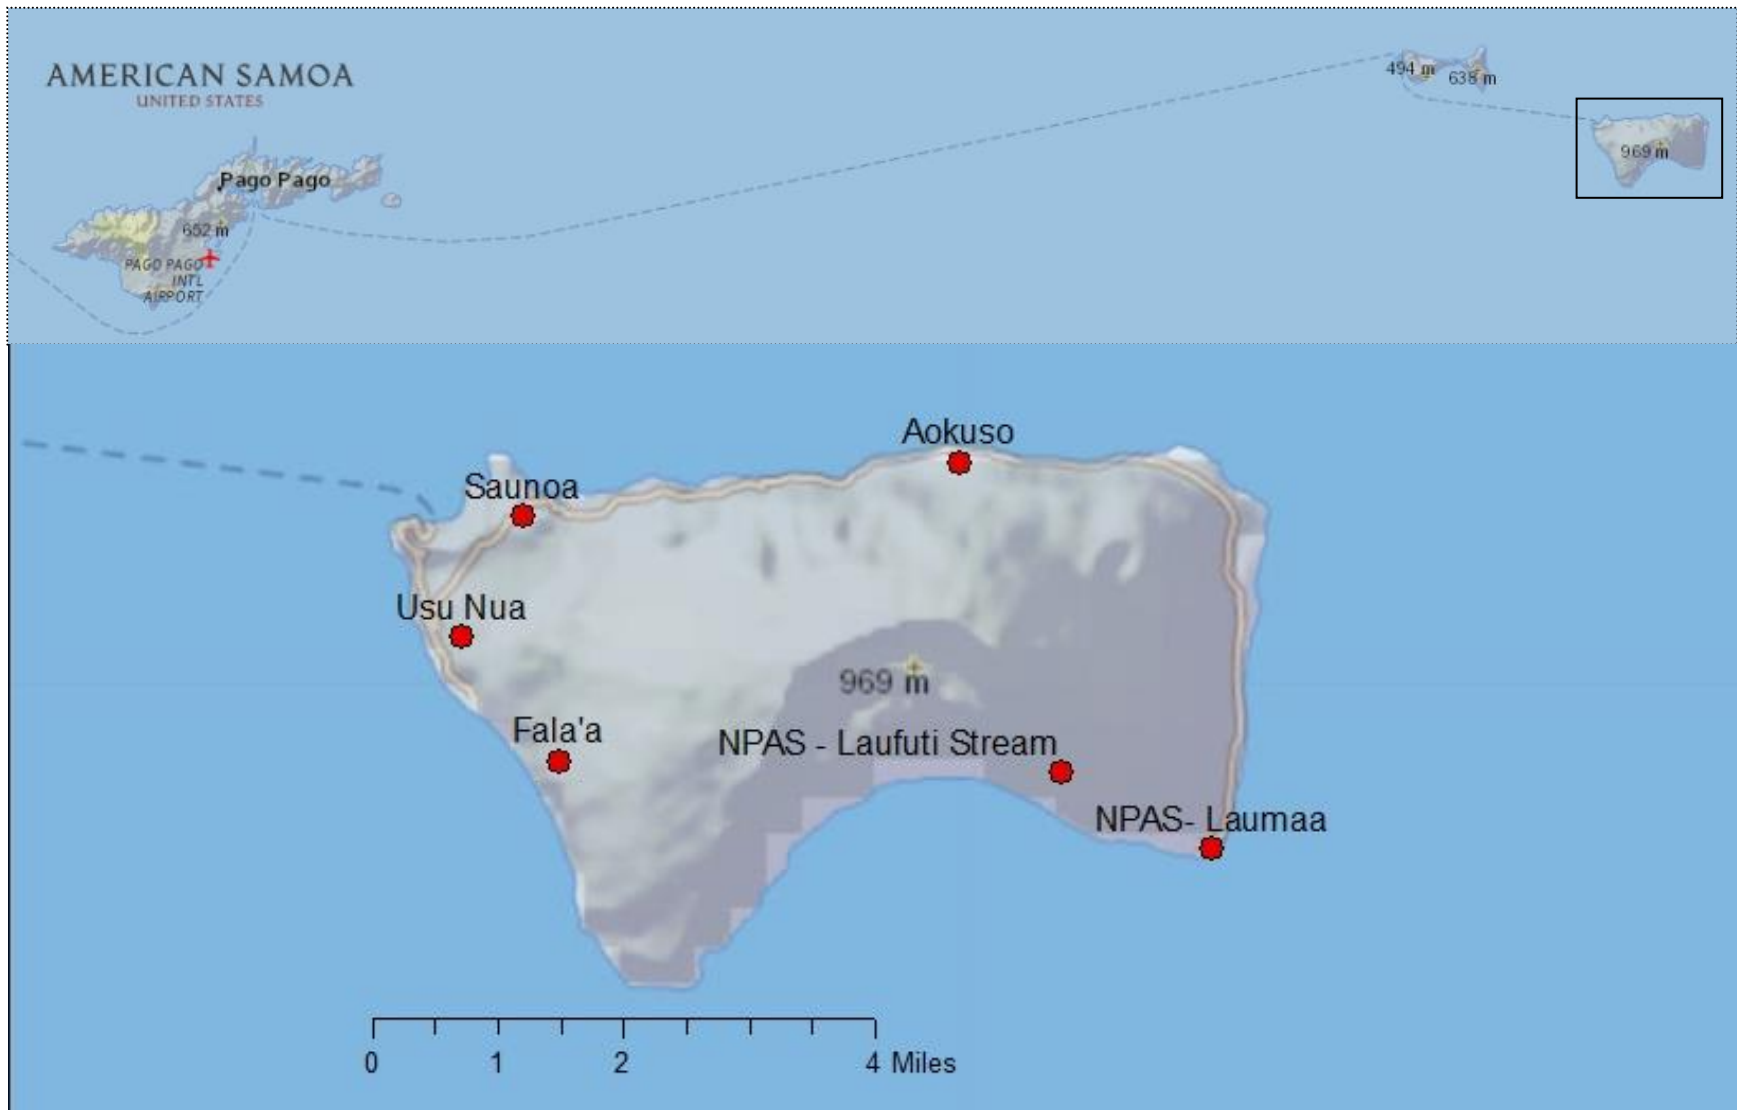 AMERICAN SAMOA
UNITED STATES
494 m
638 m
969 m
Pago Pago
652 m
PAGO PAGO
INTL
AIRPORT
Aokuso
Saunoa
Usu Nua
969 m
Fala'a
NPAS - Laufuti Stream
NPAS- Laumaa
0 1 2 4 Miles